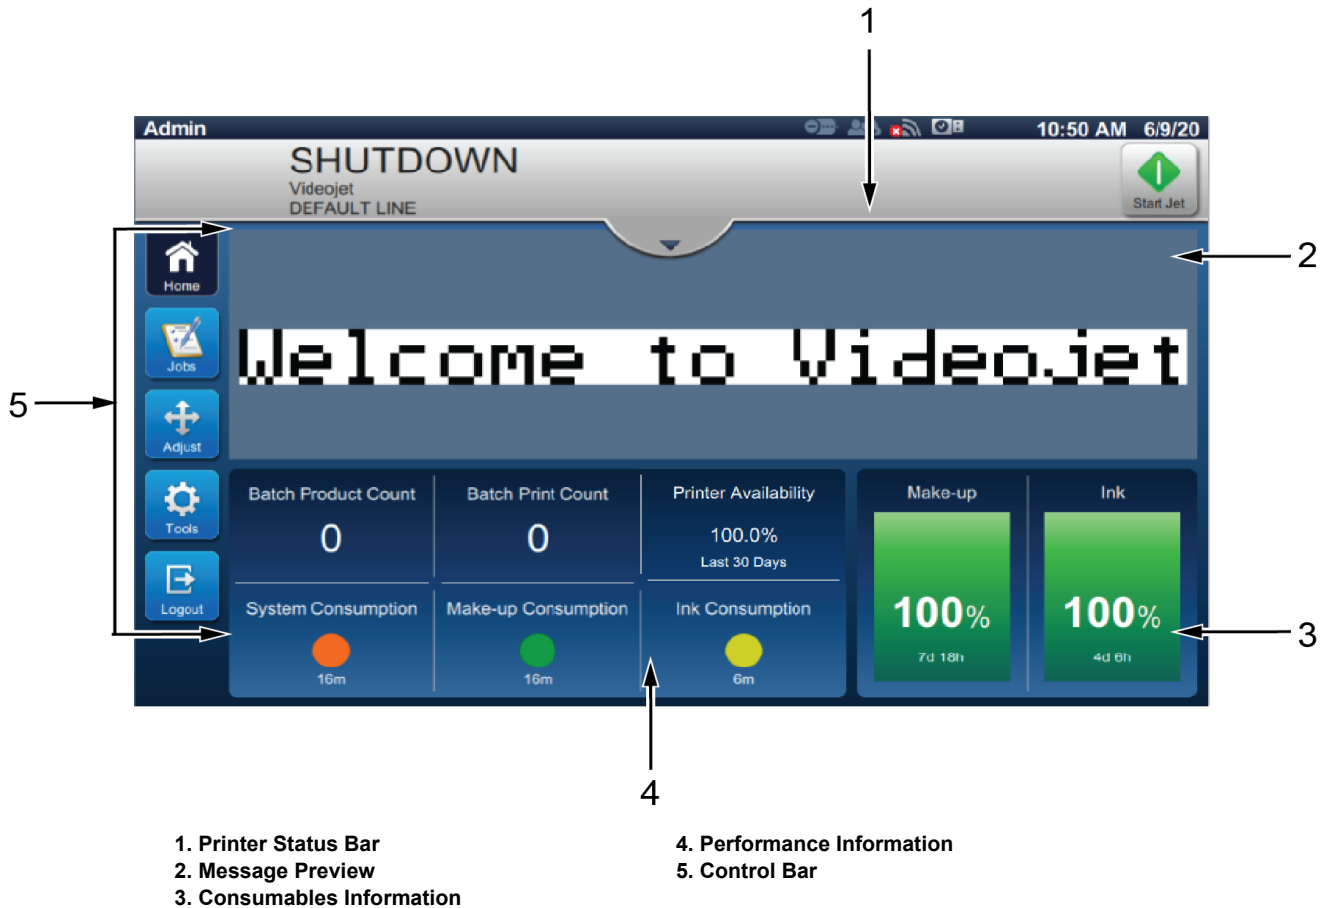 1
Admin
10:50 AM 6/9/20
SHUTDOWN
Videojet
DEFAULT LINE
Start Jet
2
Home
Welcome to Videojet
Jobs
5
Adjust
Tools
Logout
Batch Product Count
0
Batch Print Count
0
Printer Availability
100.0%
Last 30 Days
System Consumption
16m
Make-up Consumption
16m
Ink Consumption
6m
Make-up
100%
7d 18h
Ink
100%
4d 6h
3
4
1. Printer Status Bar
2. Message Preview
3. Consumables Information
4. Performance Information
5. Control Bar